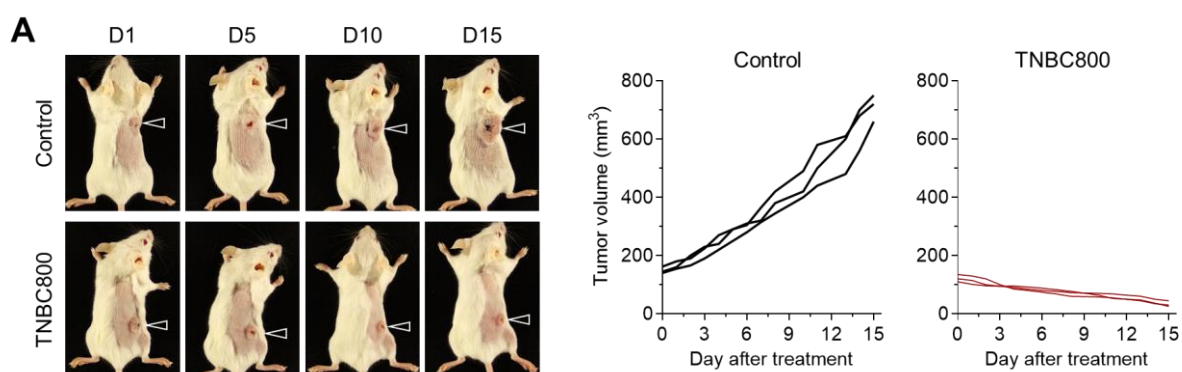 A
D1 D5 D10 D15
Control
TNBC800
Control
Tumor volume (mm³)
800
600
400
200
0
0 3 6 9 12 15
Day after treatment
TNBC800
800
600
400
200
0
0 3 6 9 12 15
Day after treatment